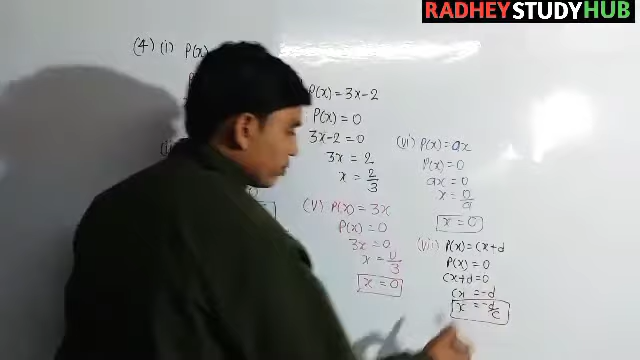 RADHEY STUDY HUB
(4) (i) P(x)
P(x) = 3x-2
P(x) = 0
3x-2 = 0
3x = 2
x = 2/3
(V) P(x) = 3x
P(x) = 0
3x = 0
x = 0/3
x = 0
(vi) P(x) = ax
P(x) = 0
ax = 0
x = 0/a
x = 0
(vii) P(x) = cx+d
P(x) = 0
cx+d = 0
cx = -d
x = -d/c